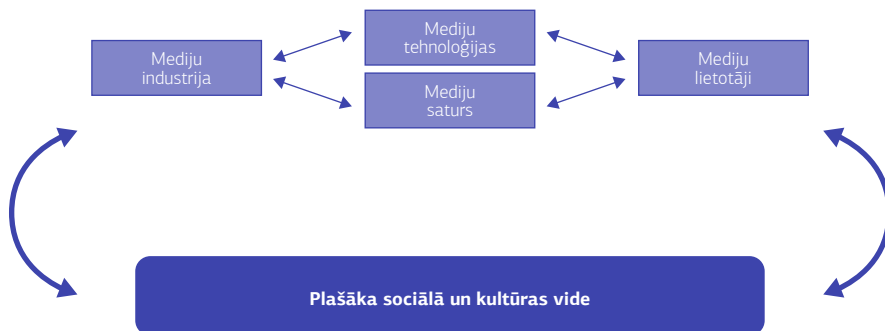 Mediju
industrija
Mediju
tehnoloģijas
Mediju
saturs
Mediju
lietotāji
Plašāka sociālā un kultūras vide